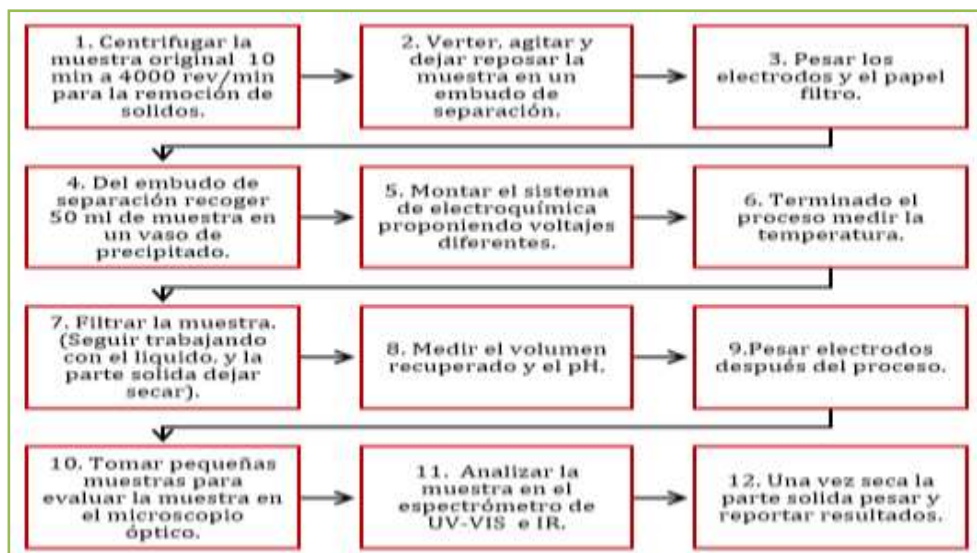 1. Centrifugar la
muestra original 10
min a 4000 rev/min
para la remoción de
solidos.
2. Verter, agitar y
dejar reposar la
muestra en un
embudo de
separación.
3. Pesar los
electrodos y el papel
filtro.
4. Del embudo de
separación recoger
50 ml de muestra en
un vaso de
precipitado.
5. Montar el sistema
de electroquímica
proponiendo voltajes
diferentes.
6. Terminado el
proceso medir la
temperatura.
7. Filtrar la muestra.
(Seguir trabajando
con el liquido, y la
parte solida dejar
secar).
8. Medir el volumen
recuperado y el pH.
9.Pesar electrodos
después del proceso.
10. Tomar pequeñas
muestras para
evaluar la muestra en
el microscopio
óptico.
11. Analizar la
muestra en el
espectrómetro de
UV-VIS e IR.
12. Una vez seca la
parte solida pesar y
reportar resultados.